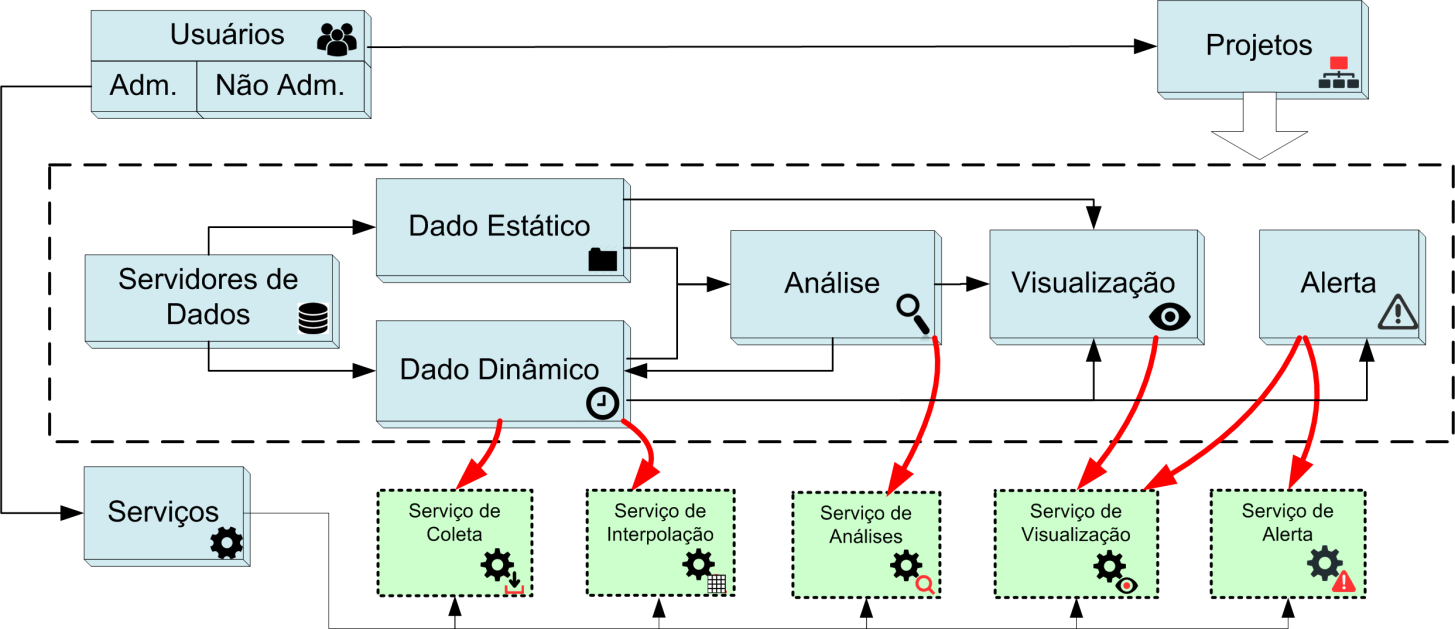 Usuários
Adm.
Não Adm.
Projetos
Servidores de
Dados
Dado Estático
Dado Dinâmico
Análise
Visualização
Alerta
Serviços
Serviço de
Coleta
Serviço de
Interpolação
Serviço de
Análises
Serviço de
Visualização
Serviço de
Alerta